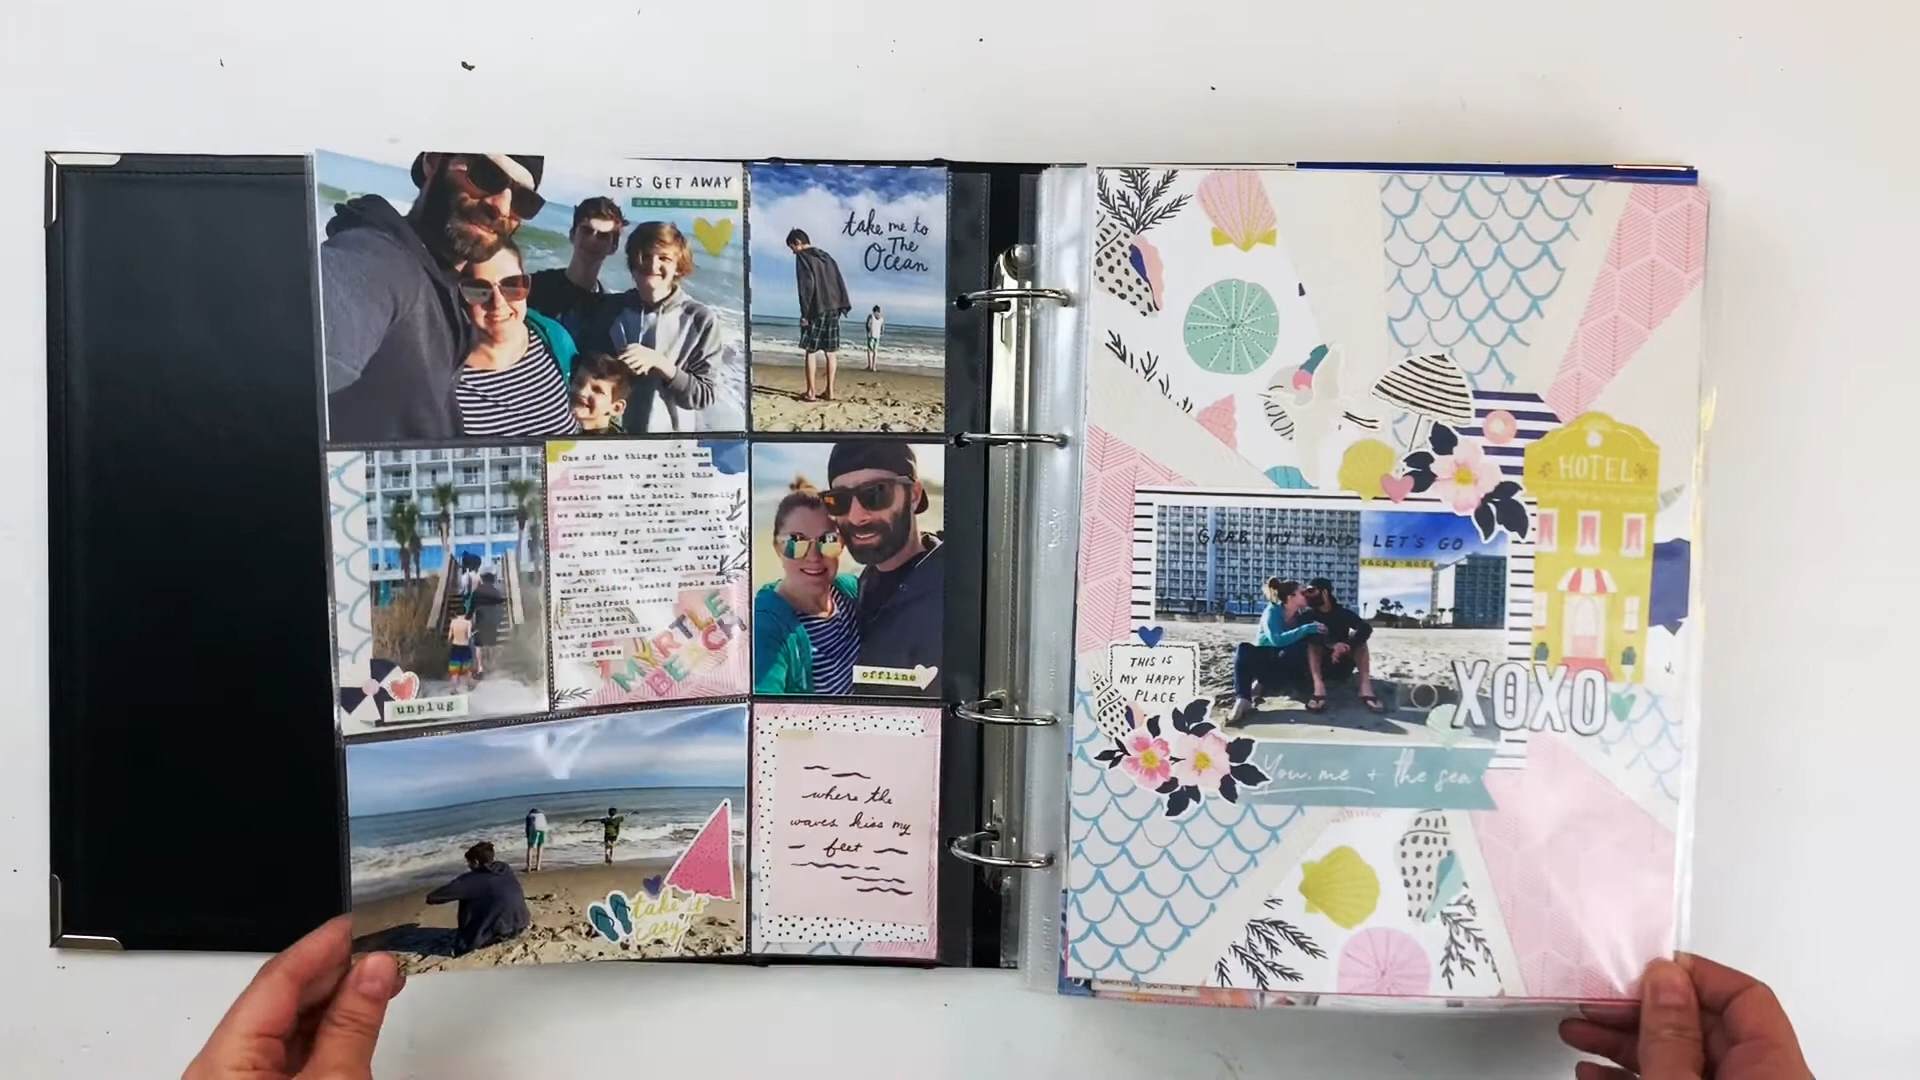 LET'S GET AWAY
sweet sunshine
take me to
The
Ocean
One of the things that was
important to me with this
vacation was the hotel. Normally
we skimp on hotels in order to
save money for things we want to
do, but this time, the vacation
was ABOUT the hotel, with its
water slides, heated pools and
beachfront access.
This beach
was right out the
hotel gates
MYRTLE
BEACH
unplug
offline
take it
easy
where the
waves kiss my
feet
HOTEL
GRAB MY HAND, LET'S GO
vacay mode
THIS IS
MY HAPPY
PLACE
XOXO
You, me + the sea